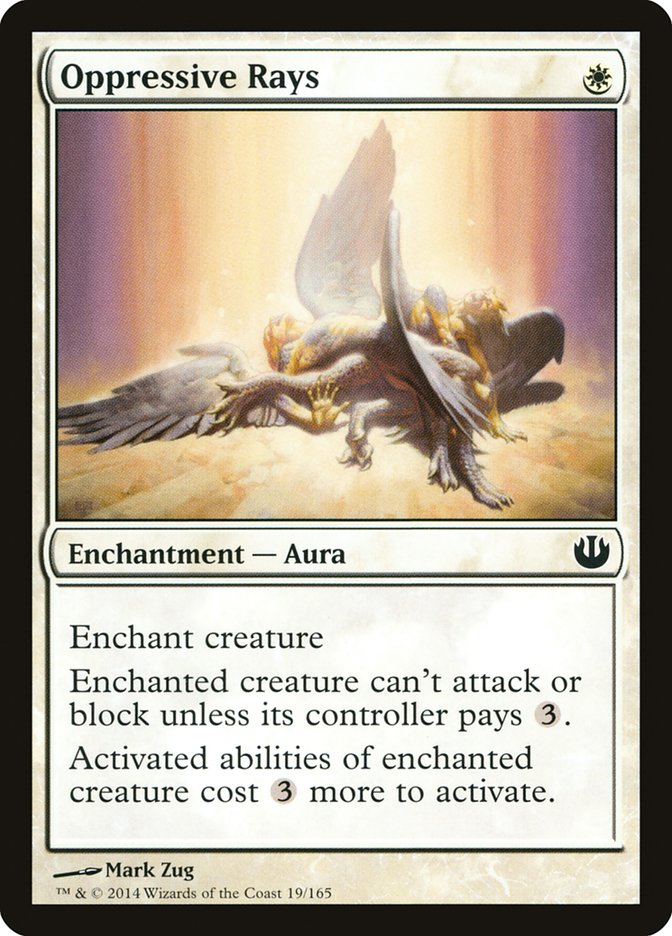 Oppressive Rays
Enchantment — Aura
Enchant creature
Enchanted creature can't attack or
block unless its controller pays 3.
Activated abilities of enchanted
creature cost 3 more to activate.
Mark Zug
™ & © 2014 Wizards of the Coast 19/165